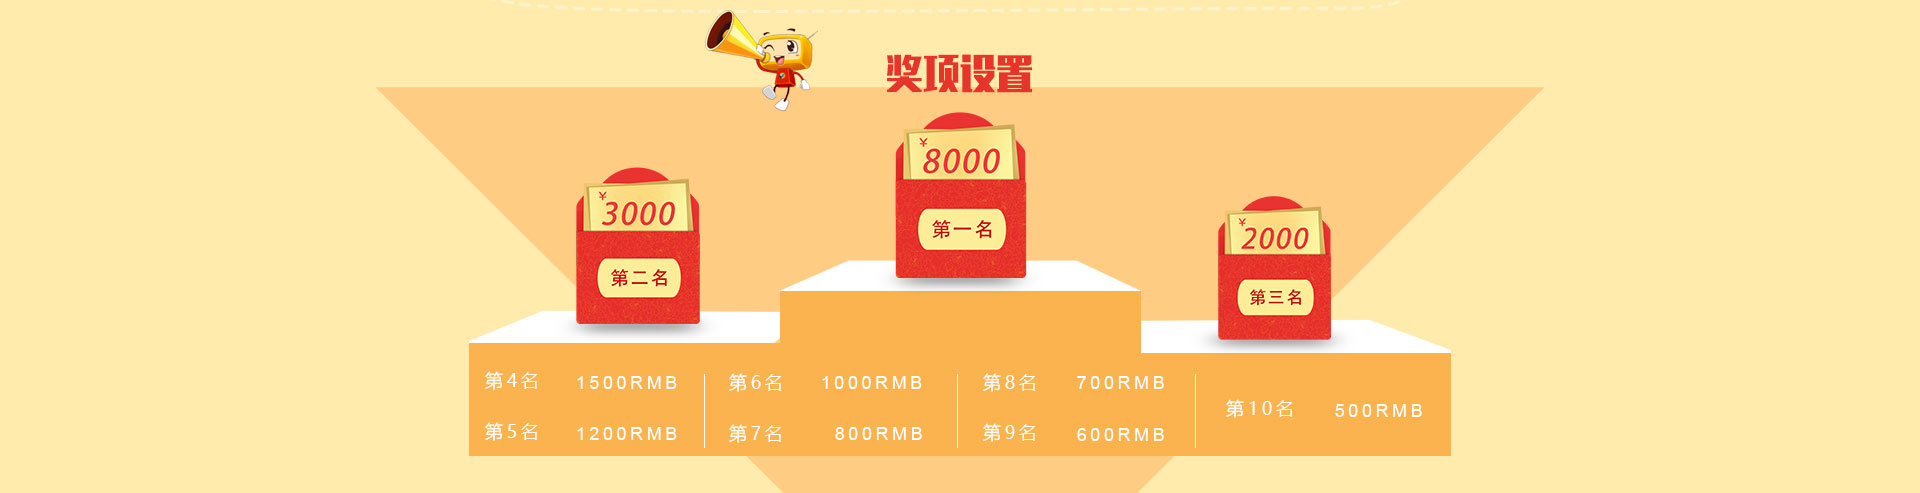 奖项设置
¥8000
第一名
¥3000
第二名
¥2000
第三名
第4名 1500RMB
第5名 1200RMB
第6名 1000RMB
第7名 800RMB
第8名 700RMB
第9名 600RMB
第10名 500RMB